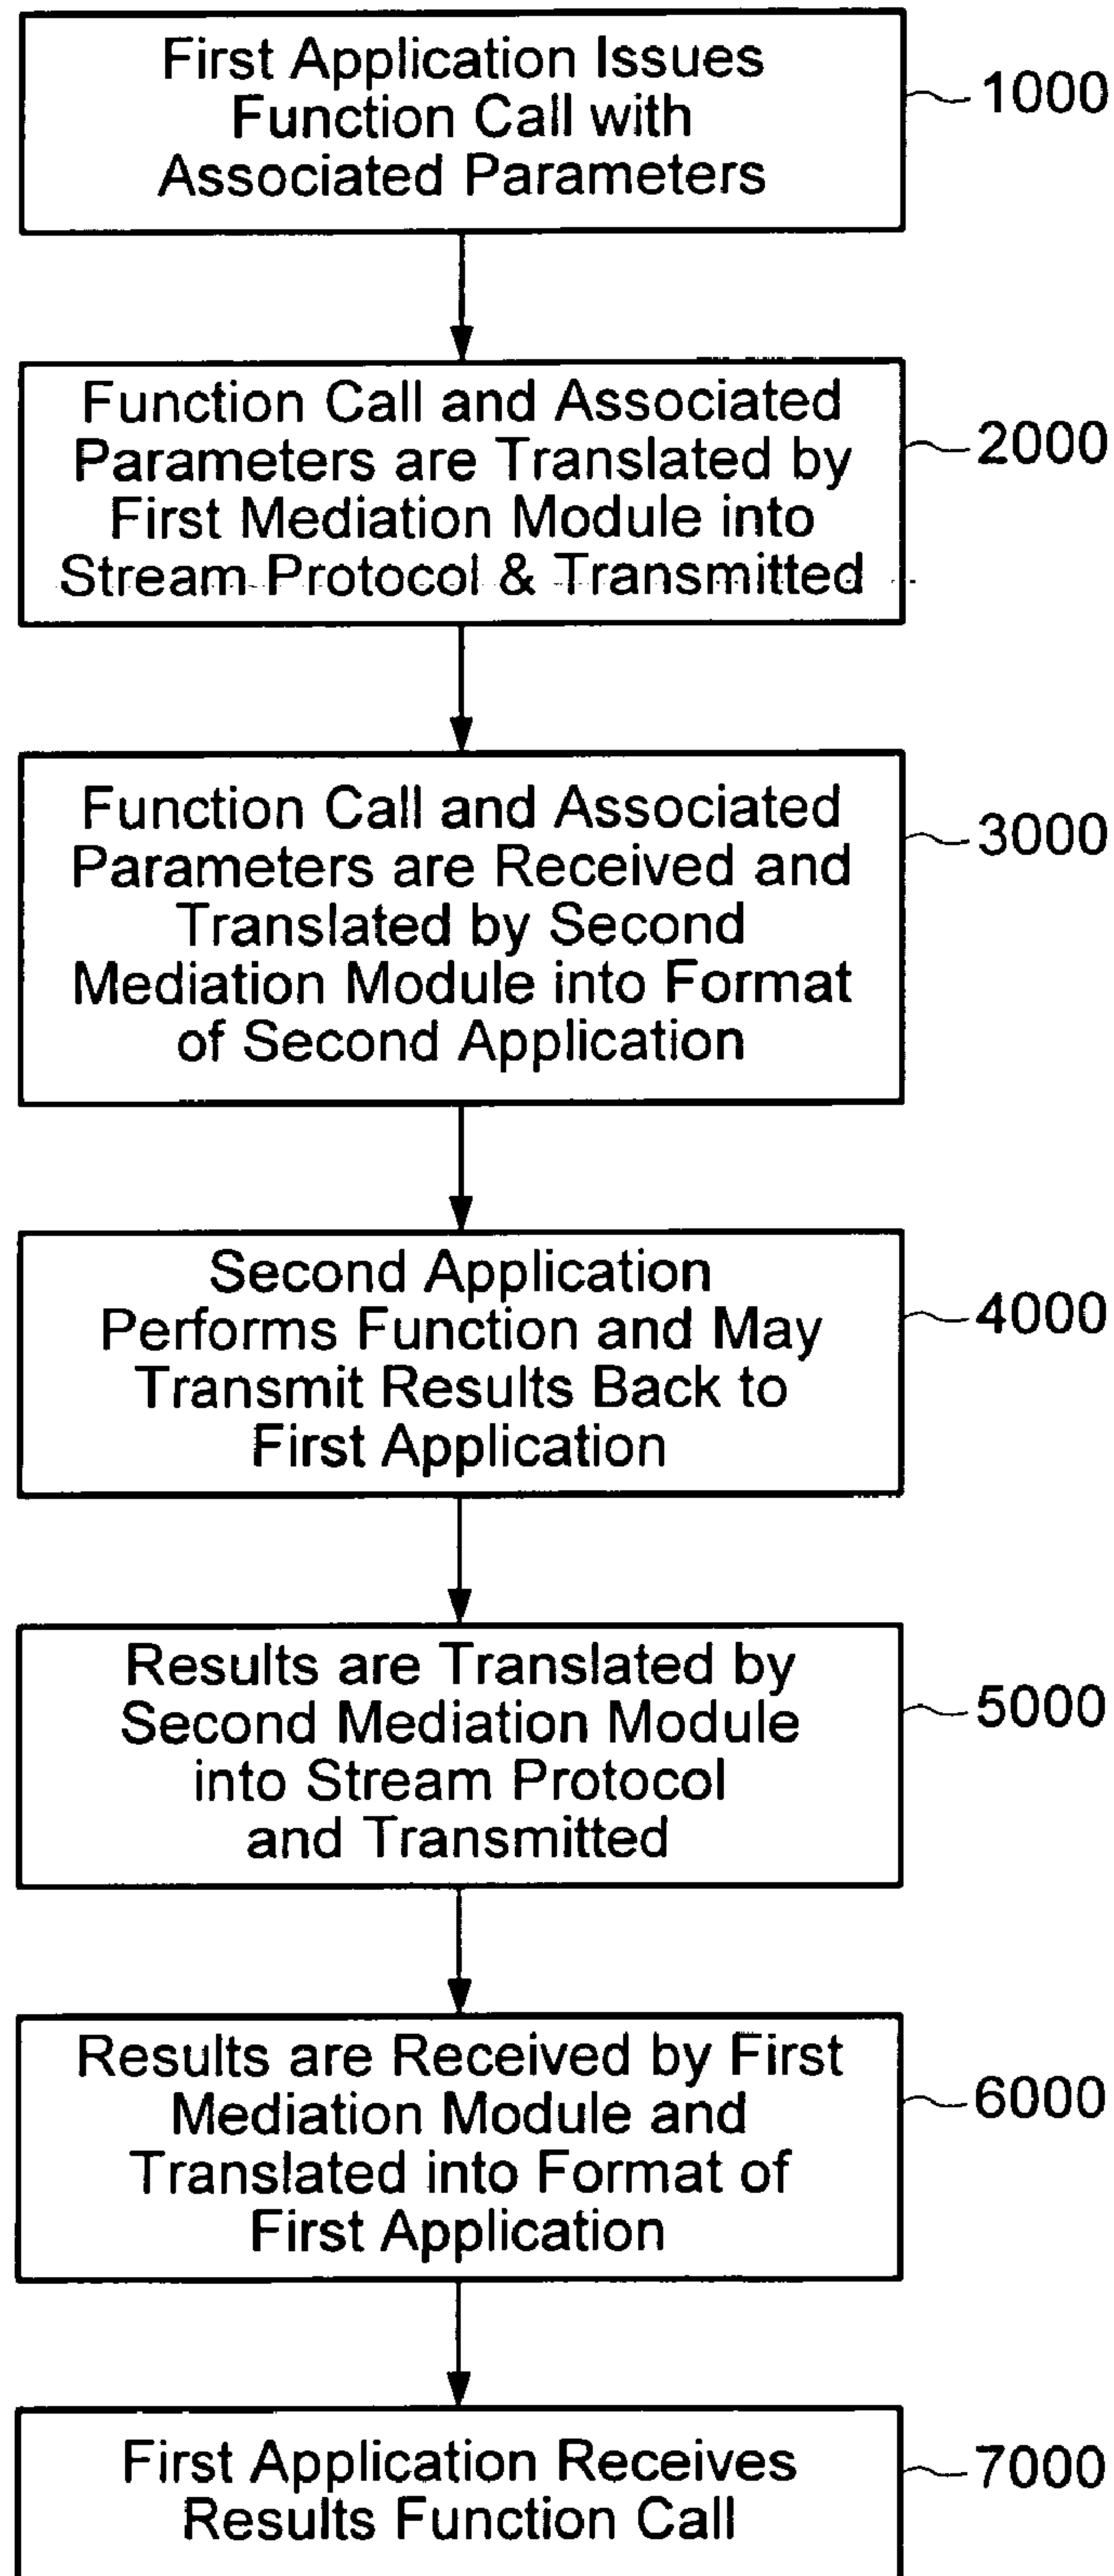 First Application Issues
Function Call with
Associated Parameters
1000
Function Call and Associated
Parameters are Translated by
First Mediation Module into
Stream Protocol & Transmitted
2000
Function Call and Associated
Parameters are Received and
Translated by Second
Mediation Module into Format
of Second Application
3000
Second Application
Performs Function and May
Transmit Results Back to
First Application
4000
Results are Translated by
Second Mediation Module
into Stream Protocol
and Transmitted
5000
Results are Received by First
Mediation Module and
Translated into Format of
First Application
6000
First Application Receives
Results Function Call
7000